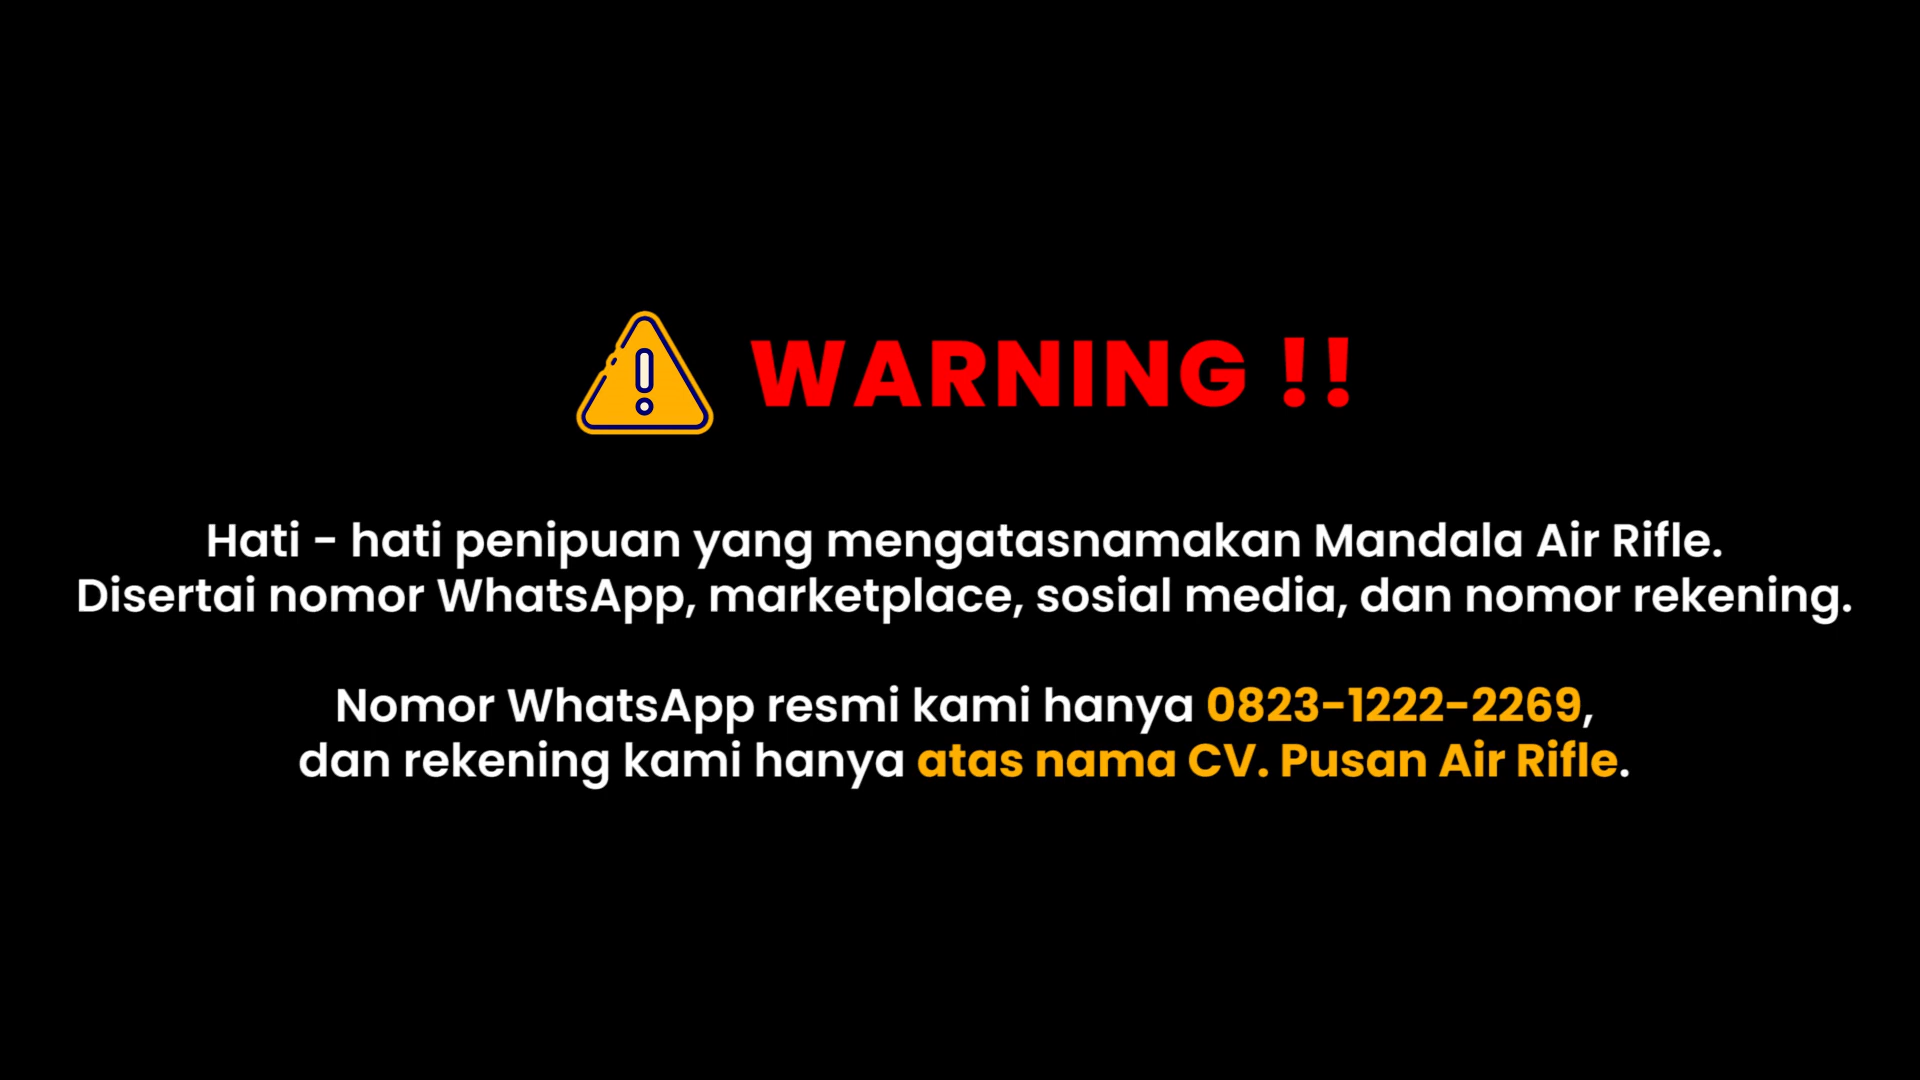 WARNING !!
Hati - hati penipuan yang mengatasnamakan Mandala Air Rifle.
Disertai nomor WhatsApp, marketplace, sosial media, dan nomor rekening.
Nomor WhatsApp resmi kami hanya 0823-1222-2269,
dan rekening kami hanya atas nama CV. Pusan Air Rifle.